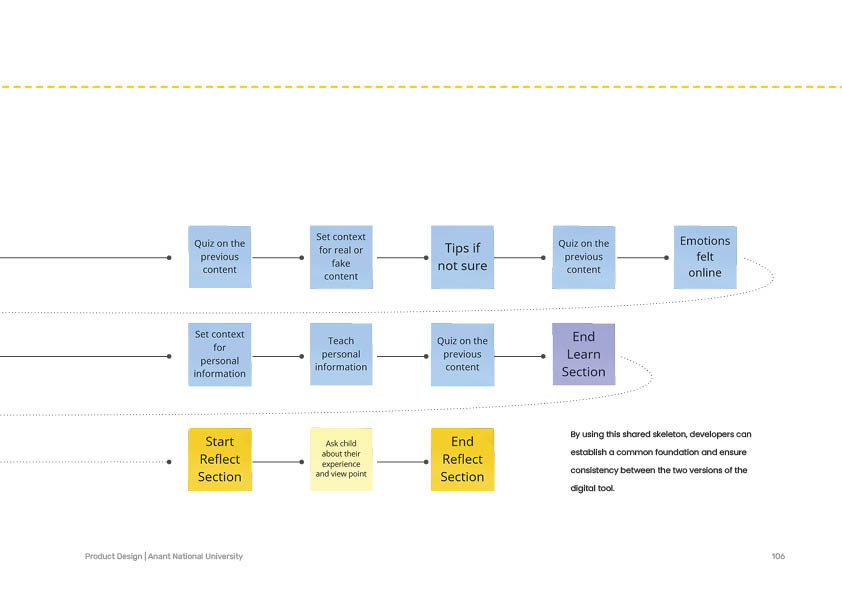 Quiz on the
previous
content
Set context
for real or
fake
content
Tips if
not sure
Quiz on the
previous
content
Emotions
felt
online
Set context
for
personal
information
Teach
personal
information
Quiz on the
previous
content
End
Learn
Section
Start
Reflect
Section
Ask child
about their
experience
and view point
End
Reflect
Section
By using this shared skeleton, developers can
establish a common foundation and ensure
consistency between the two versions of the
digital tool.
Product Design | Anant National University
106